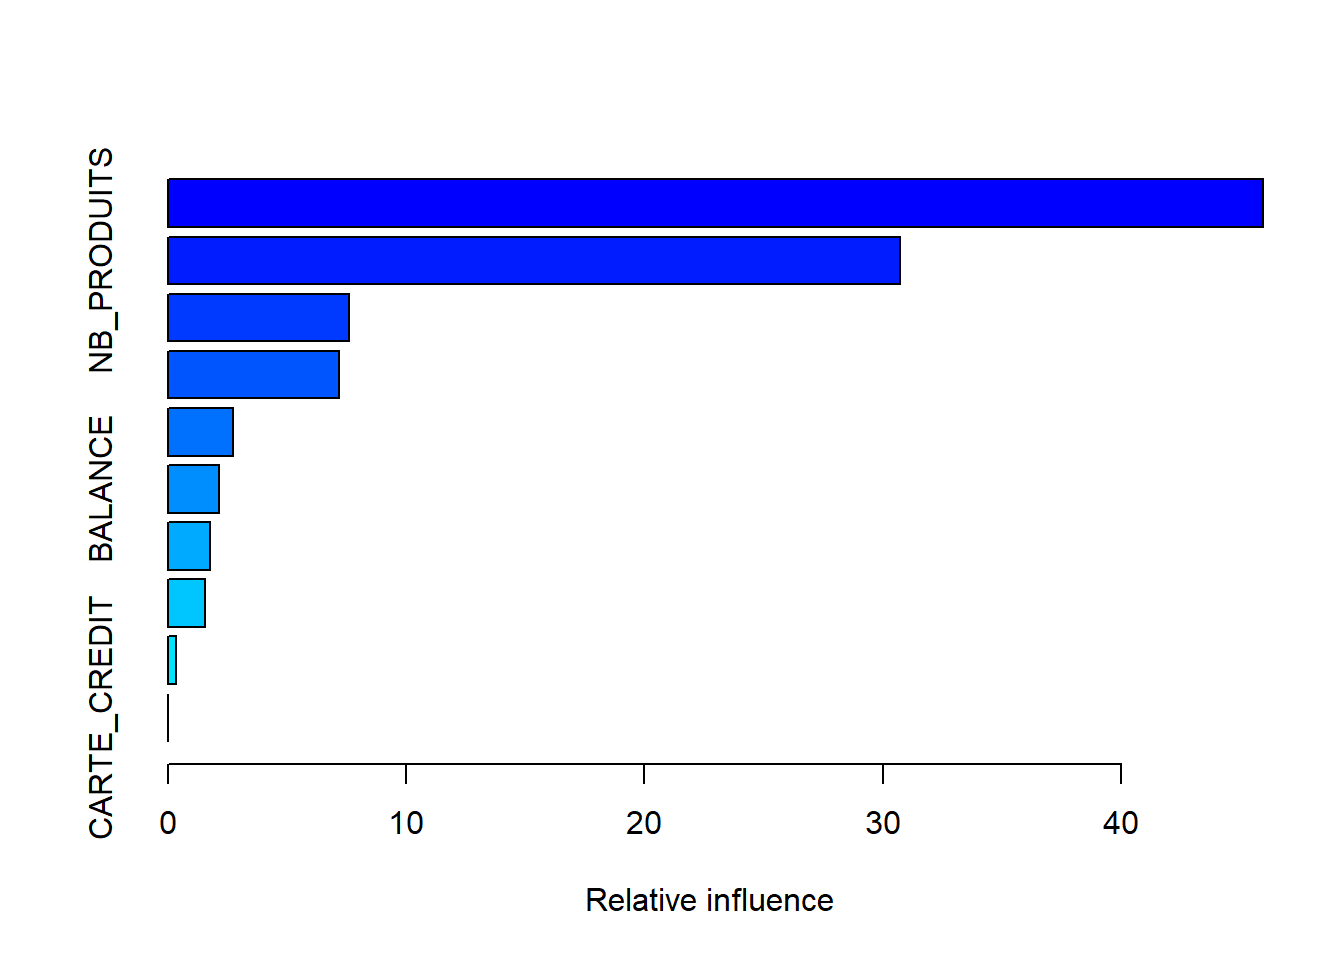 NB_PRODUITS
BALANCE
CARTE_CREDIT
0 10 20 30 40
Relative influence